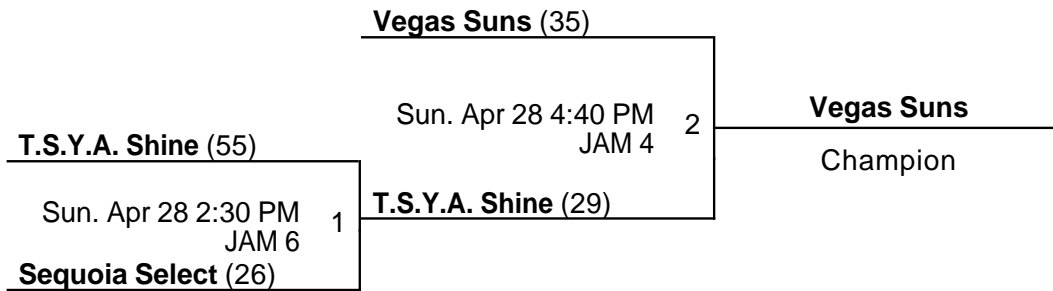 Vegas Suns (35)
Sun. Apr 28 4:40 PM
JAM 4
2
Vegas Suns
Champion
T.S.Y.A. Shine (55)
Sun. Apr 28 2:30 PM
JAM 6
1
T.S.Y.A. Shine (29)
Sequoia Select (26)